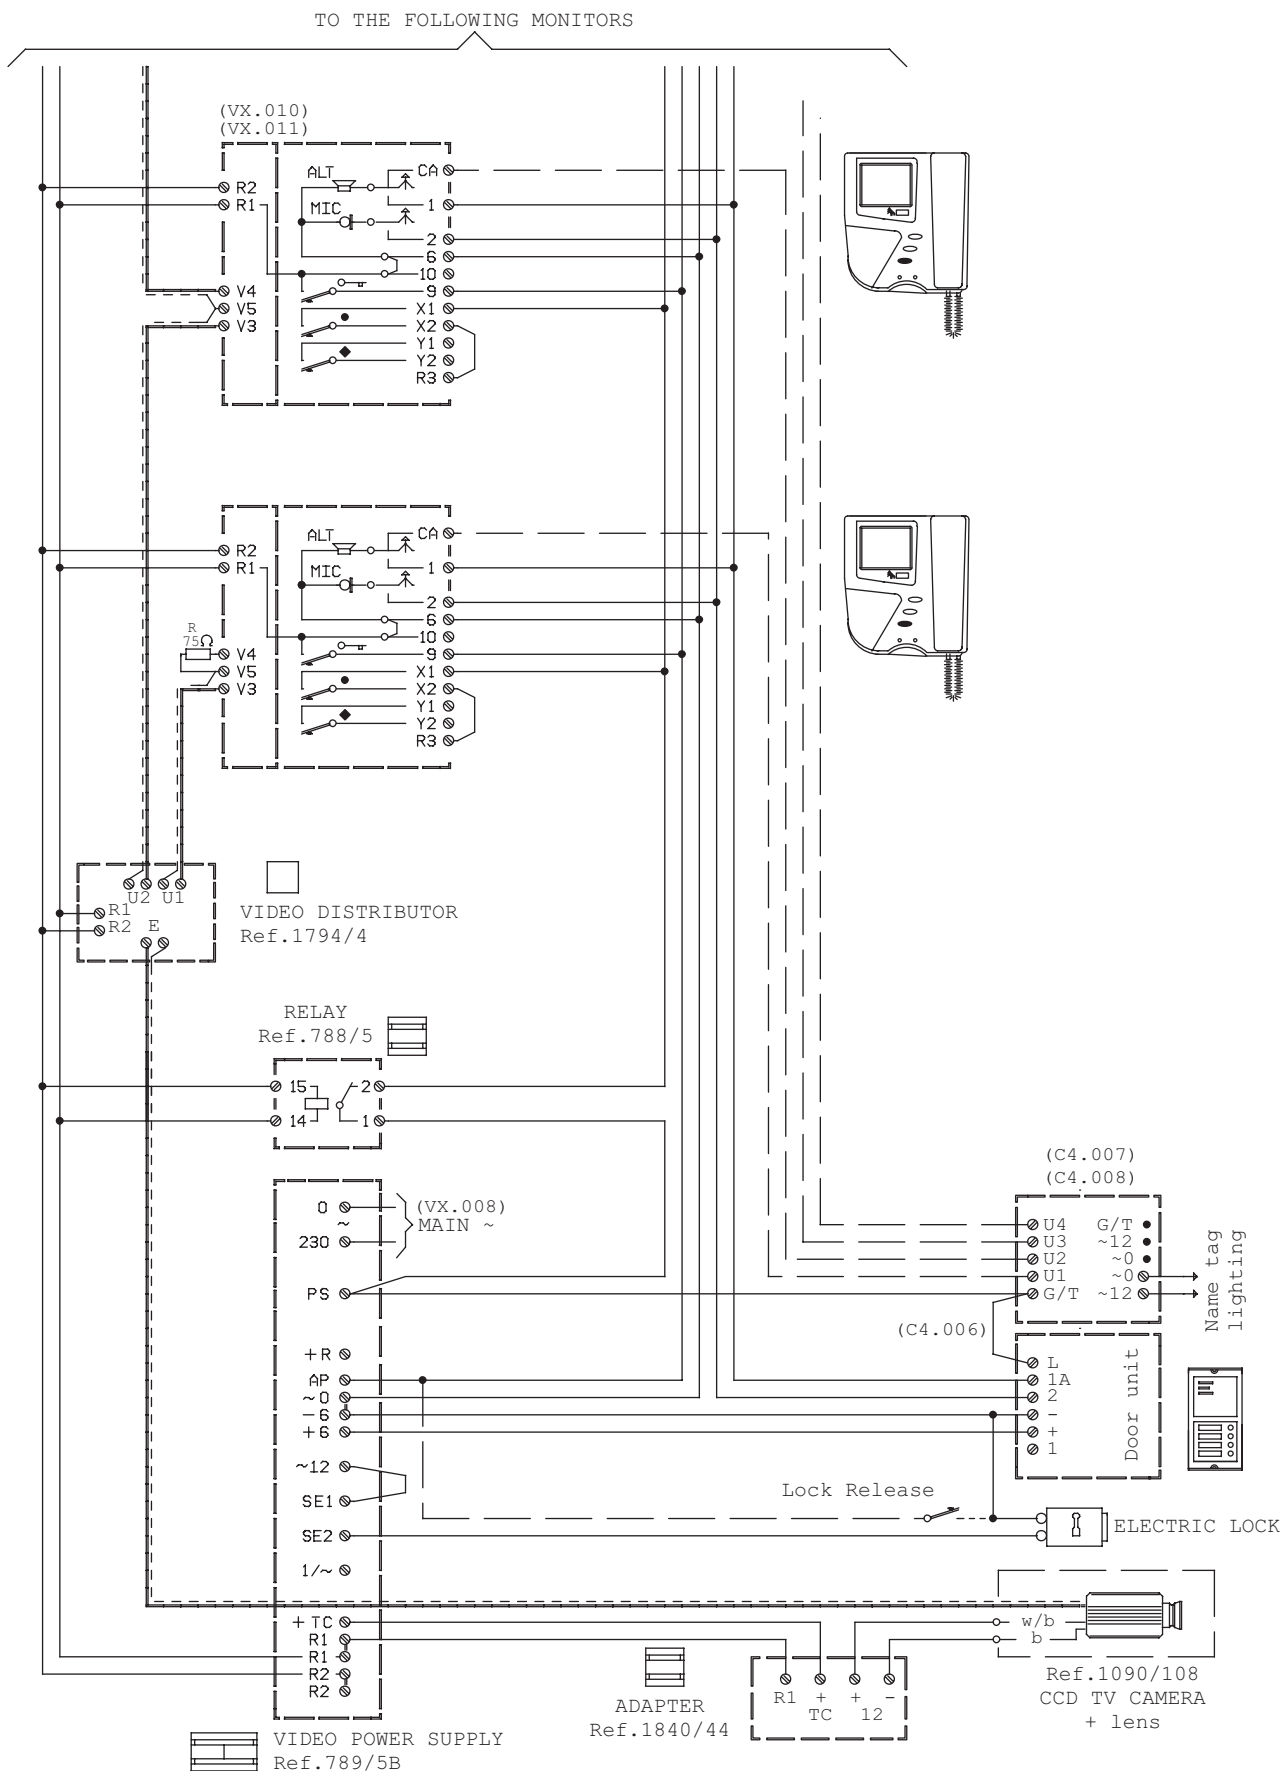 TO THE FOLLOWING MONITORS
(VX.010)
(VX.011)
R2
R1
V4
V5
V3
ALT
MIC
CA
1
2
6
10
9
X1
X2
Y1
Y2
R3
R2
R1
R
75Ω
V4
V5
V3
ALT
MIC
CA
1
2
6
10
9
X1
X2
Y1
Y2
R3
U2 U1
R1
R2 E
VIDEO DISTRIBUTOR
Ref.1794/4
RELAY
Ref.788/5
15 2
14 1
0
~
230
(VX.008)
MAIN ~
PS
+R
AP
~0
-6
+6
~12
SE1
SE2
1/~
+TC
R1
R1
R2
R2
VIDEO POWER SUPPLY
Ref.789/5B
(C4.007)
(C4.008)
U4 G/T
U3 ~12
U2 ~0
U1 ~0
G/T ~12
Name tag
lighting
(C4.006)
L
1A
2
-
+
1
Door unit
Lock Release
ELECTRIC LOCK
w/b
b
Ref.1090/108
CCD TV CAMERA
+ lens
R1 + + -
TC 12
ADAPTER
Ref.1840/44